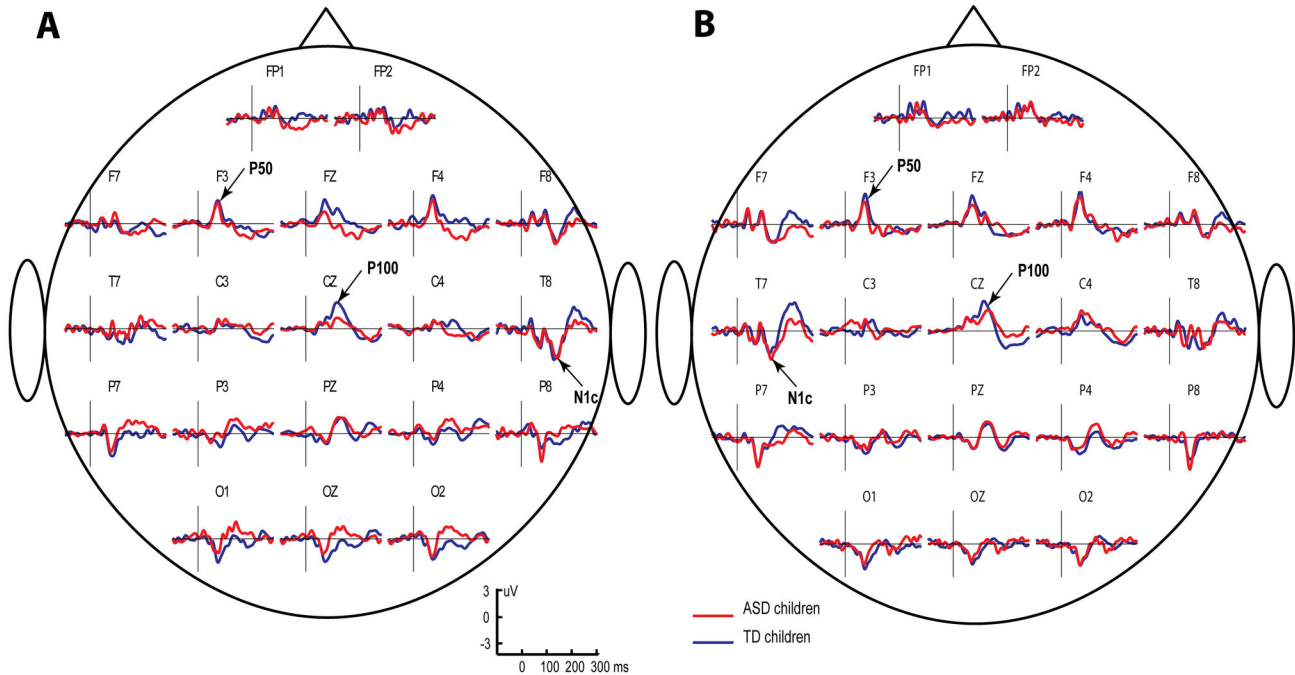 A B
FP1 FP2 FP1 FP2
P50 P50
F7 F3 FZ F4 F8 F7 F3 FZ F4 F8
P100 P100
T7 C3 CZ C4 T8 T7 C3 CZ C4 T8
N1c N1c
P7 P3 PZ P4 P8 P7 P3 PZ P4 P8
O1 OZ O2 O1 OZ O2
3 uV
0
-3
0 100 200 300 ms
ASD children
TD children